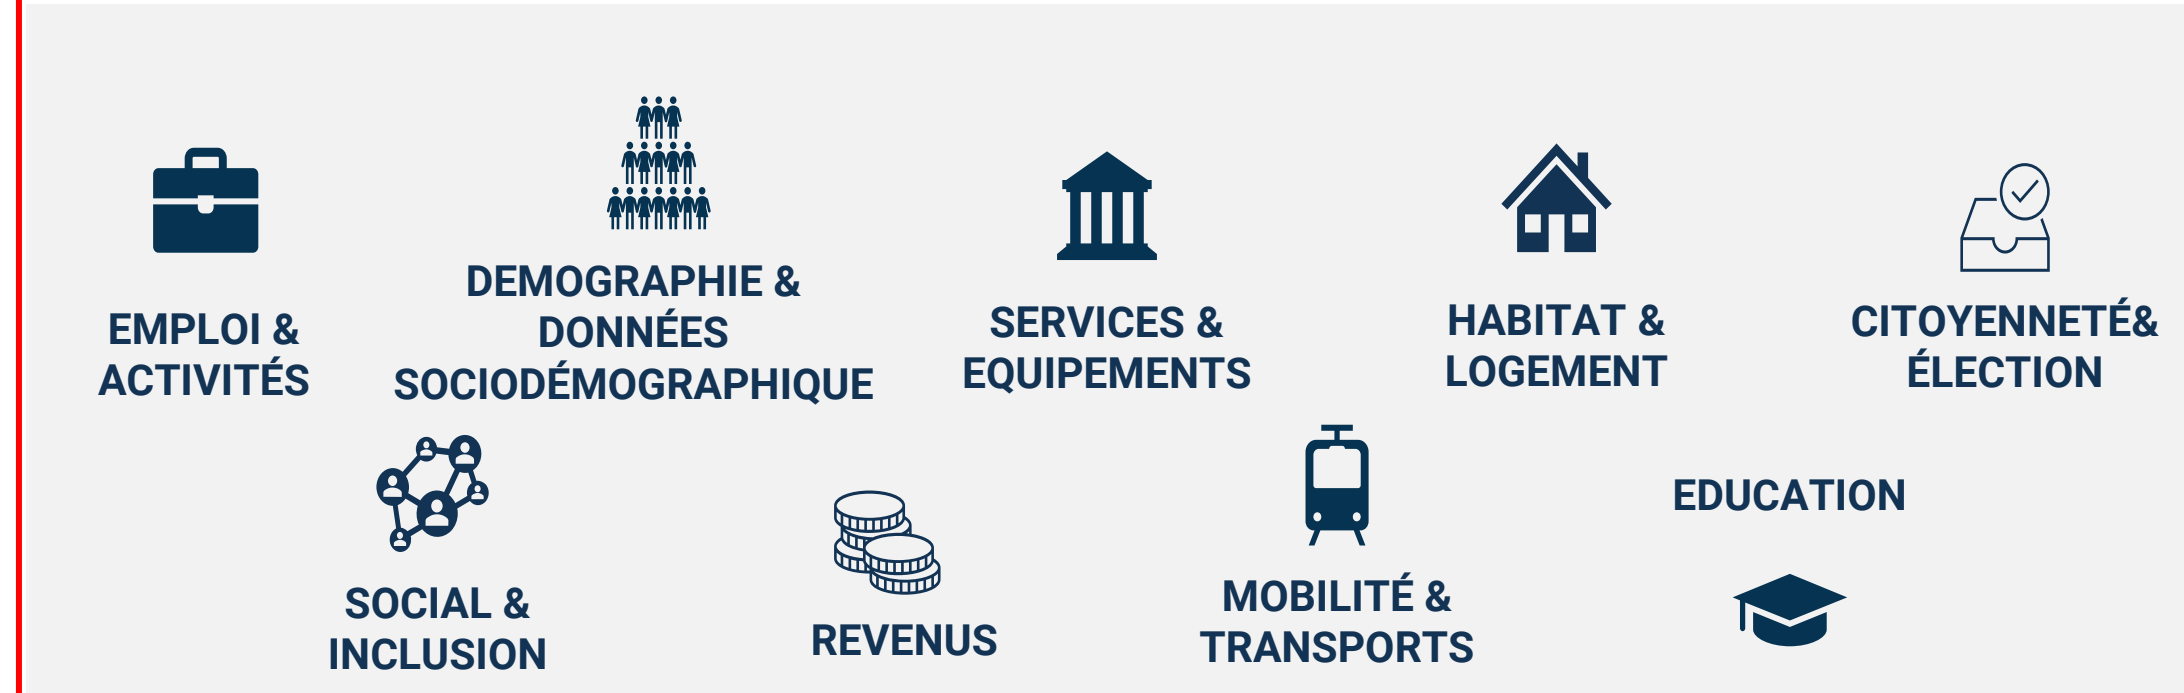 EMPLOI &
ACTIVITÉS
DEMOGRAPHIE &
DONNÉES
SOCIODÉMOGRAPHIQUE
SERVICES &
EQUIPEMENTS
HABITAT &
LOGEMENT
CITOYENNETÉ&
ÉLECTION
SOCIAL &
INCLUSION
REVENUS
MOBILITÉ &
TRANSPORTS
EDUCATION